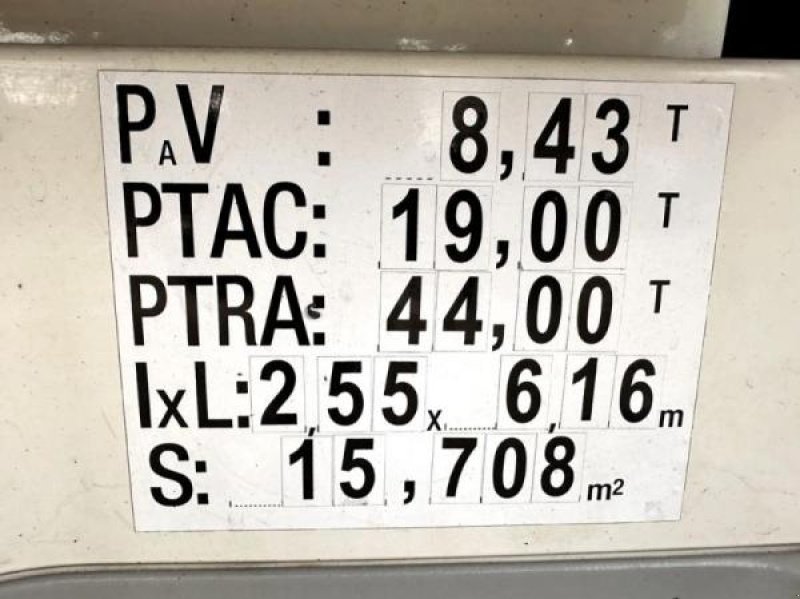 PAV : 8,43 T
PTAC: 19,00 T
PTRA: 44,00 T
IxL: 2,55 x 6,16 m
S: 15,708 m²